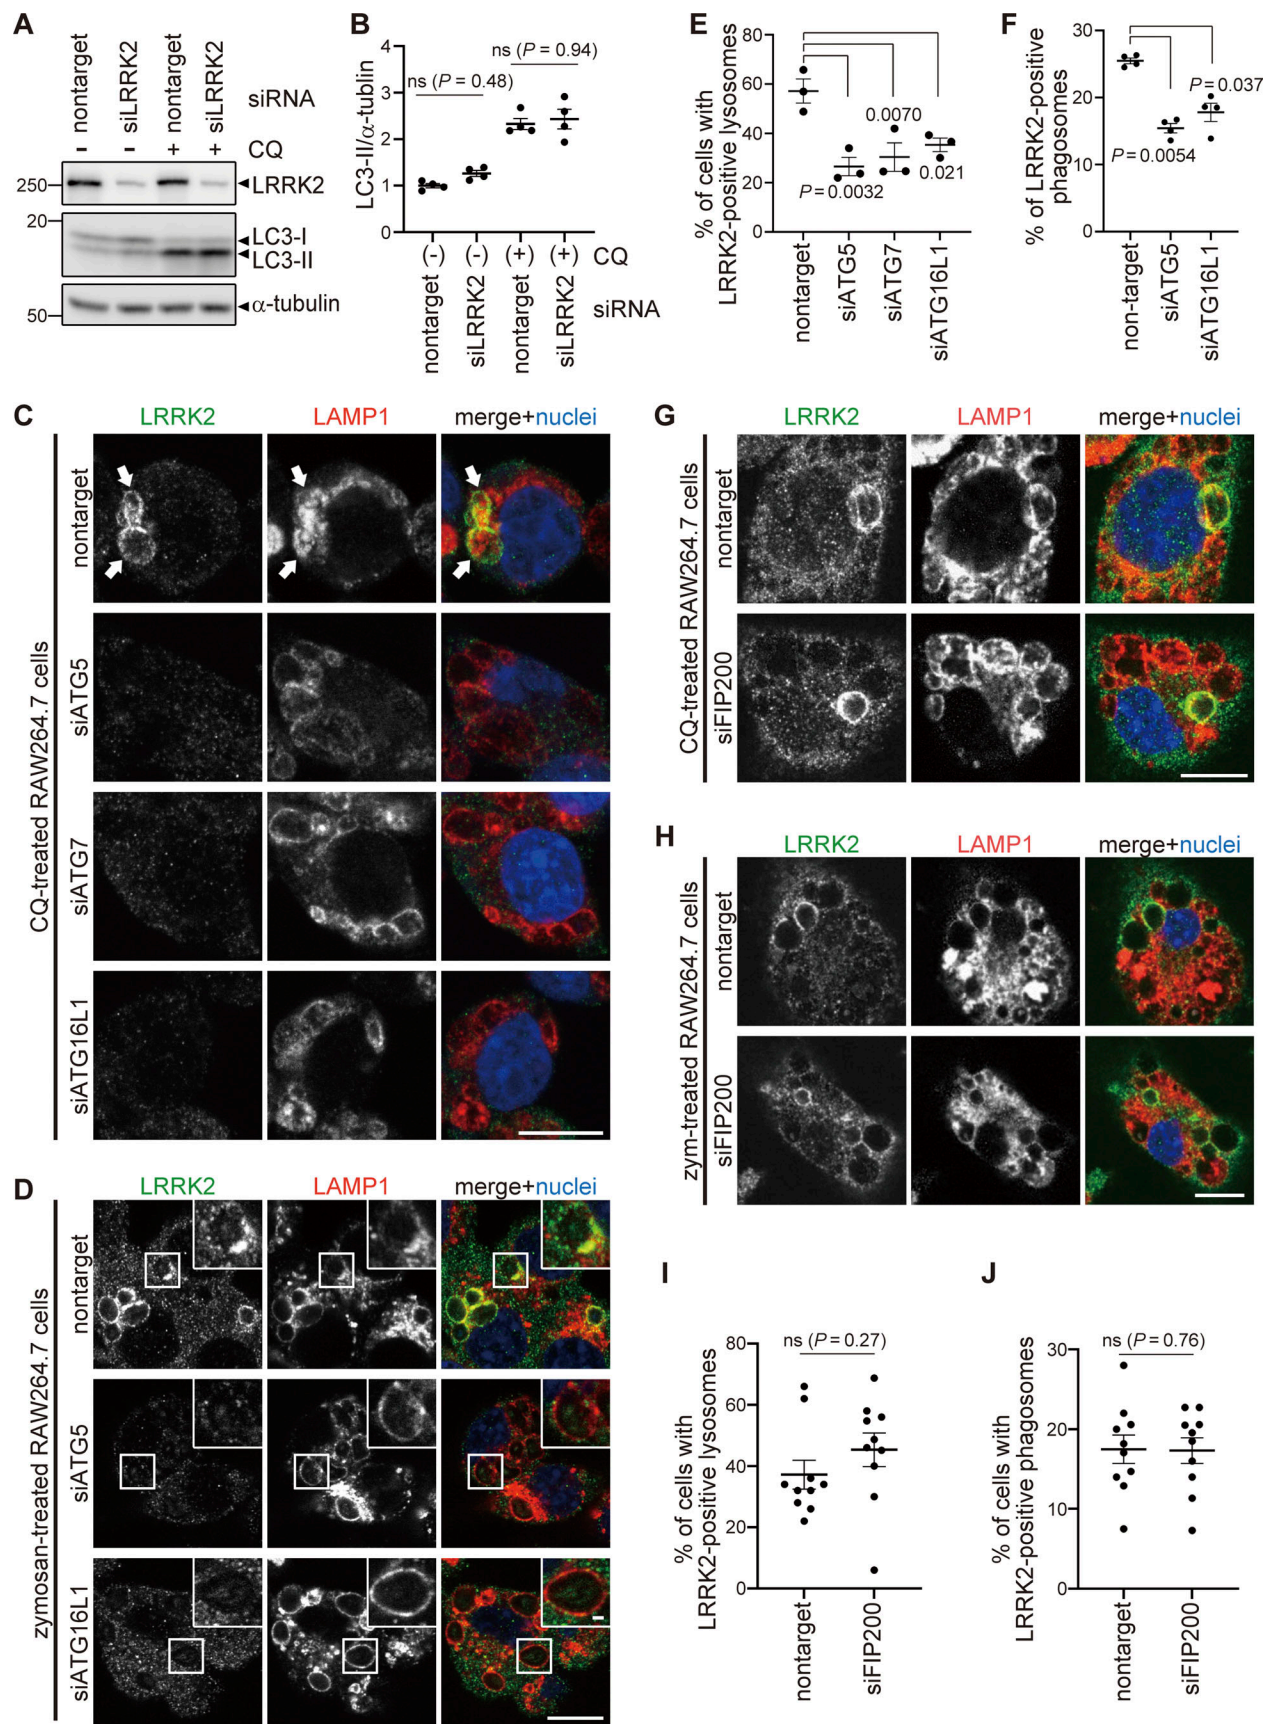 A
nontarget
siLRRK2
nontarget
siLRRK2
siRNA
- - + + CQ
250
LRRK2
20
LC3-I
LC3-II
50
α-tubulin
B
LC3-II/α-tublin
4
3
2
1
0
ns (P = 0.48)
ns (P = 0.94)
(-) (-) (+) (+) CQ
nontarget
siLRRK2
nontarget
siLRRK2
siRNA
E
% of cells with
LRRK2-positive lysosomes
80
60
40
20
0
0.0070
P = 0.0032
0.021
nontarget
siATG5
siATG7
siATG16L1
F
% of LRRK2-positive
phagosomes
30
20
10
0
P = 0.037
P = 0.0054
non-target
siATG5
siATG16L1
C
LRRK2 LAMP1 merge+nuclei
CQ-treated RAW264.7 cells
nontarget
siATG5
siATG7
siATG16L1
G
LRRK2 LAMP1 merge+nuclei
CQ-treated RAW264.7 cells
nontarget
siFIP200
H
LRRK2 LAMP1 merge+nuclei
zym-treated RAW264.7 cells
nontarget
siFIP200
D
LRRK2 LAMP1 merge+nuclei
zymosan-treated RAW264.7 cells
nontarget
siATG5
siATG16L1
I
% of cells with
LRRK2-positive lysosomes
80
60
40
20
0
ns (P = 0.27)
nontarget
siFIP200
J
% of cells with
LRRK2-positive phagosomes
30
20
10
0
ns (P = 0.76)
nontarget
siFIP200